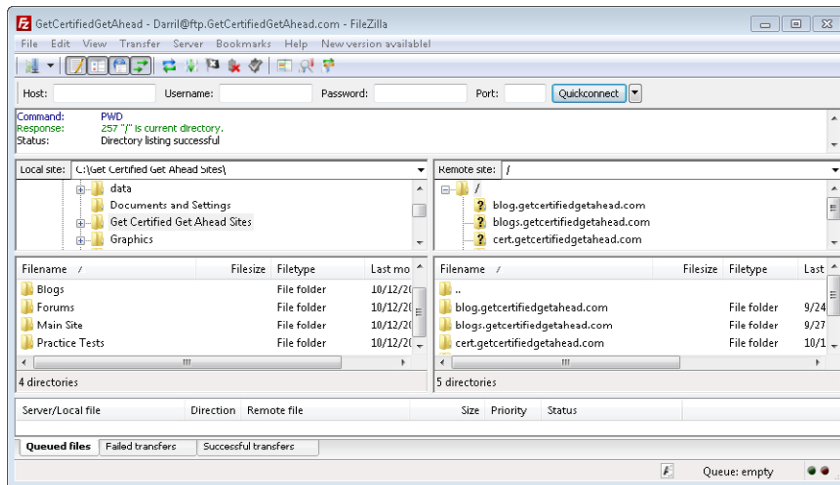 GetCertifiedGetAhead - Darril@ftp.GetCertifiedGetAhead.com - FileZilla
File Edit View Transfer Server Bookmarks Help New version available!
Host: Username: Password: Port: Quickconnect
Command: PWD
Response: 257 "/" is current directory.
Status: Directory listing successful
Local site: C:\Get Certified Get Ahead Sites\
data
Documents and Settings
Get Certified Get Ahead Sites
Graphics
Remote site: /
/
blog.getcertifiedgetahead.com
blogs.getcertifiedgetahead.com
cert.getcertifiedgetahead.com
Filename / Filesize Filetype Last mo
Blogs File folder 10/12/20
Forums File folder 10/12/20
Main Site File folder 10/12/20
Practice Tests File folder 10/12/20
4 directories
Filename / Filesize Filetype Last
..
blog.getcertifiedgetahead.com File folder 9/24
blogs.getcertifiedgetahead.com File folder 9/27
cert.getcertifiedgetahead.com File folder 10/1
5 directories
Server/Local file Direction Remote file Size Priority Status
Queued files Failed transfers Successful transfers
Queue: empty